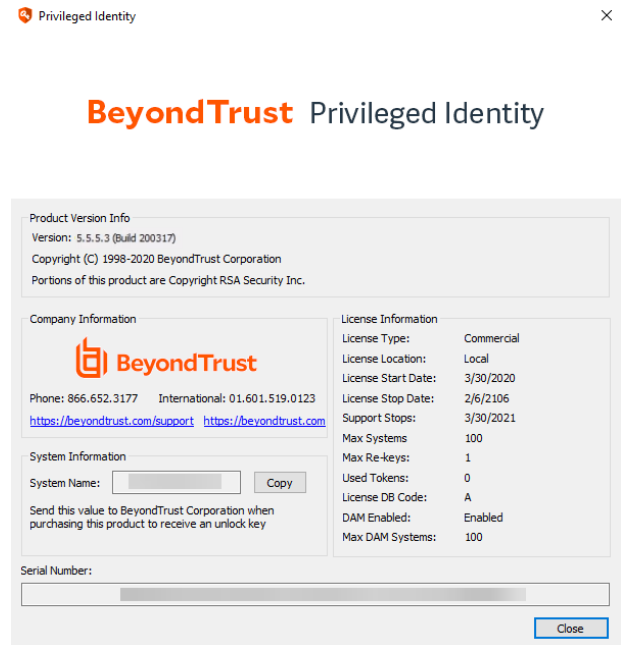 Privileged Identity
BeyondTrust Privileged Identity
Product Version Info
Version: 5.5.5.3 (Build 200317)
Copyright (C) 1998-2020 BeyondTrust Corporation
Portions of this product are Copyright RSA Security Inc.
Company Information
BeyondTrust
Phone: 866.652.3177 International: 01.601.519.0123
https://beyondtrust.com/support https://beyondtrust.com
System Information
System Name: Copy
Send this value to BeyondTrust Corporation when
purchasing this product to receive an unlock key
License Information
License Type: Commercial
License Location: Local
License Start Date: 3/30/2020
License Stop Date: 2/6/2106
Support Stops: 3/30/2021
Max Systems 100
Max Re-keys: 1
Used Tokens: 0
License DB Code: A
DAM Enabled: Enabled
Max DAM Systems: 100
Serial Number:
Close